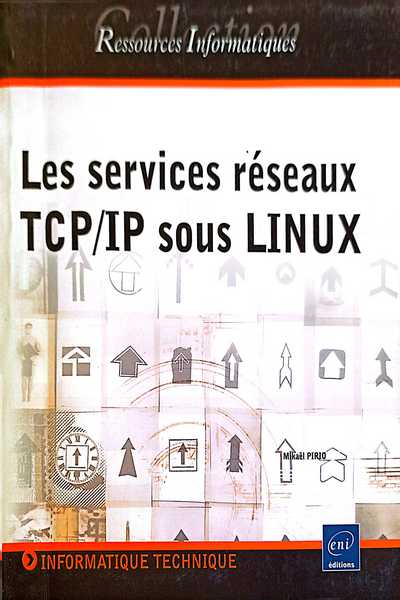 Collection
Ressources Informatiques
Les services réseaux
TCP/IP sous LINUX
Mikaël PIRIO
INFORMATIQUE TECHNIQUE
eni
éditions